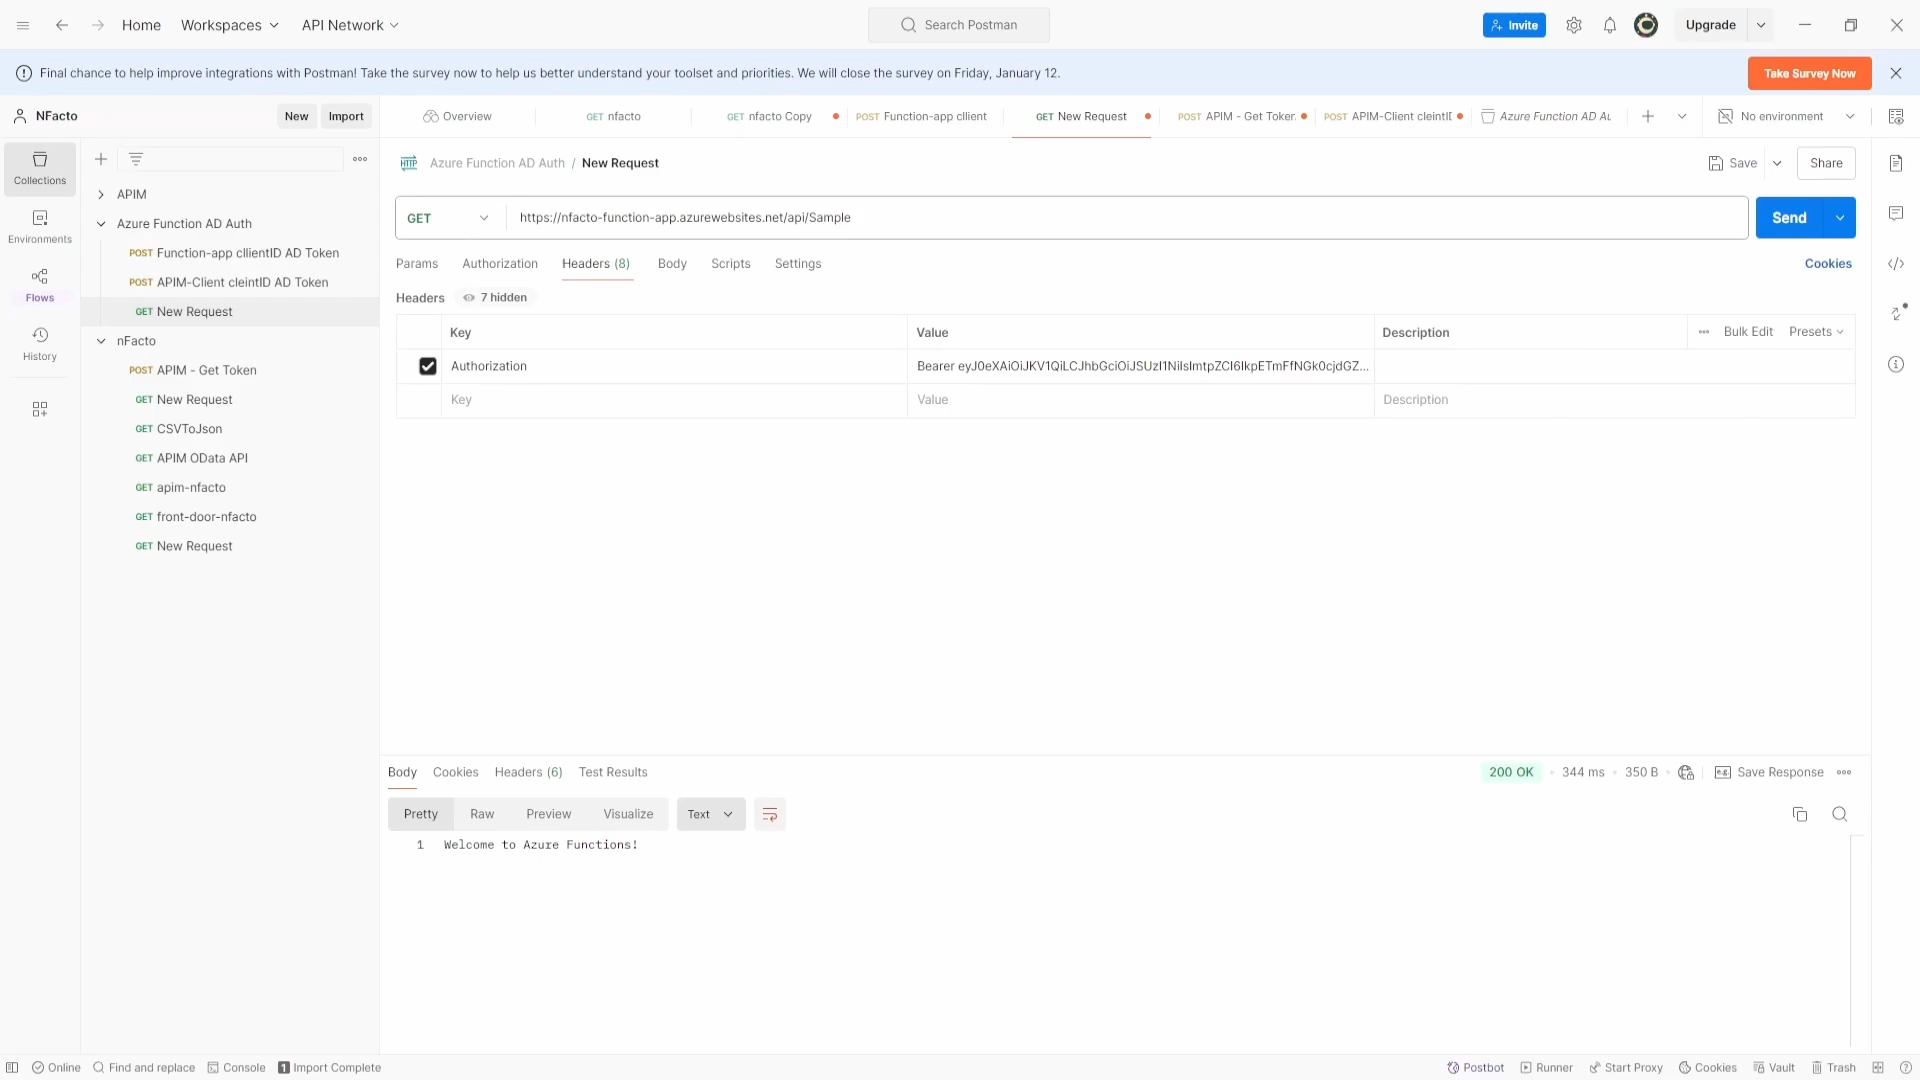 Home Workspaces API Network Search Postman Invite Upgrade
Final chance to help improve integrations with Postman! Take the survey now to help us better understand your toolset and priorities. We will close the survey on Friday, January 12. Take Survey Now
NFacto New Import
Overview GET nfacto GET nfacto Copy POST Function-app cllient POST GET New Request POST APIM - Get Token POST APIM-Client cleintI Azure Function AD Au No environment
Collections
Environments
Flows
History
APIM
Azure Function AD Auth
POST Function-app cllientID AD Token
POST APIM-Client cleintID AD Token
GET New Request
nFacto
POST APIM - Get Token
GET New Request
GET CSVToJson
GET APIM OData API
GET apim-nfacto
GET front-door-nfacto
GET New Request
HTTP Azure Function AD Auth / New Request Save Share
GET https://nfacto-function-app.azurewebsites.net/api/Sample Send
Params Authorization Headers (8) Body Scripts Settings Cookies
Headers 7 hidden
Key Value Description Bulk Edit Presets
Authorization Bearer
Key Value Description
Body Cookies Headers (6) Test Results 200 OK 344 ms 350 B e.g. Save Response
Pretty Raw Preview Visualize Text
1 Welcome to Azure Functions!
Online Find and replace Console 1 Import Complete Postbot Runner Start Proxy Cookies Vault Trash